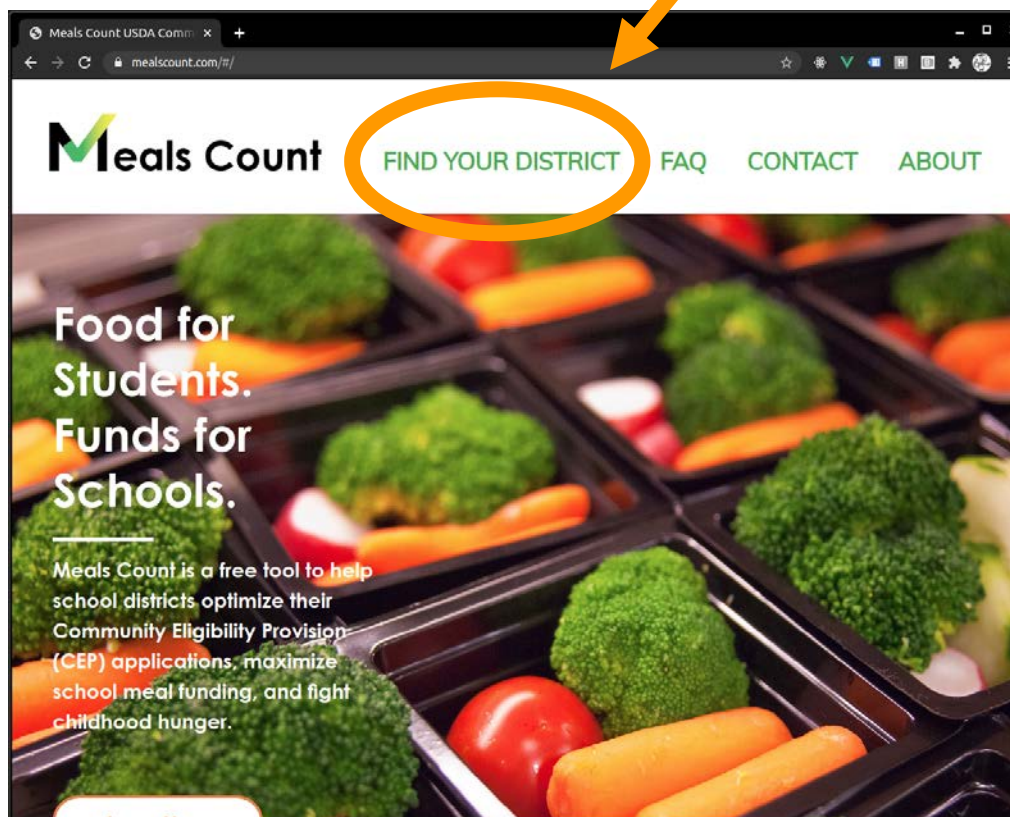 Meals Count USDA Comm
mealscount.com/#/
Meals Count
FIND YOUR DISTRICT FAQ CONTACT ABOUT
Food for
Students.
Funds for
Schools.
Meals Count is a free tool to help
school districts optimize their
Community Eligibility Provision
(CEP) applications, maximize
school meal funding, and fight
childhood hunger.